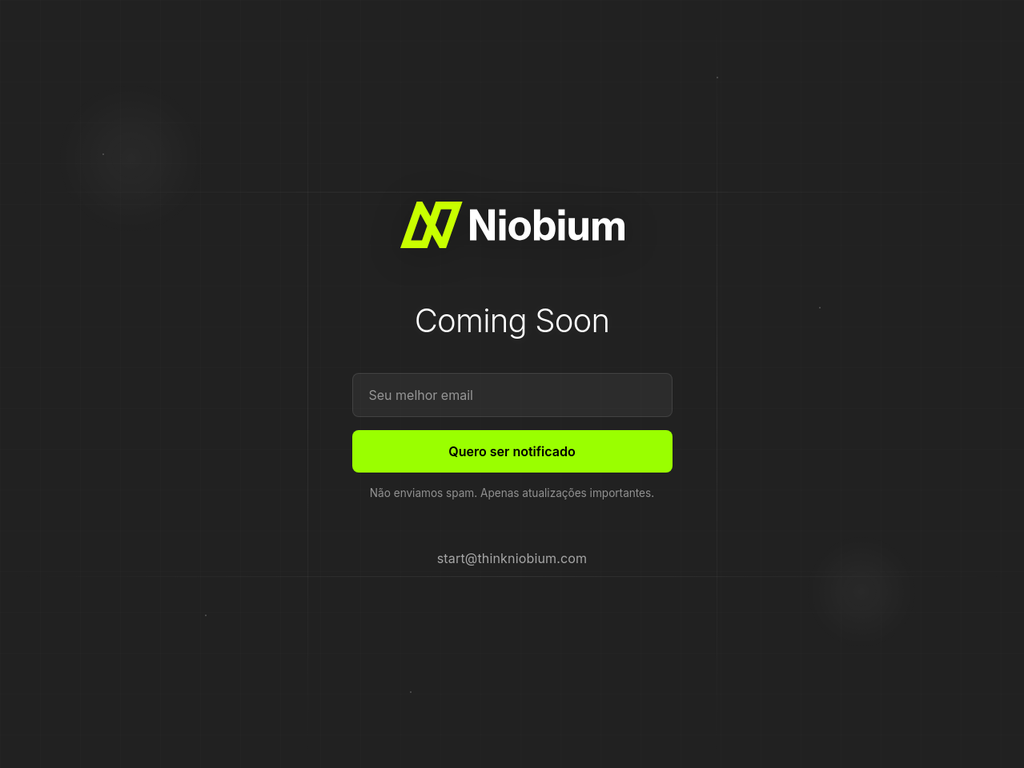 Niobium
Coming Soon
Seu melhor email
Quero ser notificado
Não enviamos spam. Apenas atualizações importantes.
start@thinkniobium.com